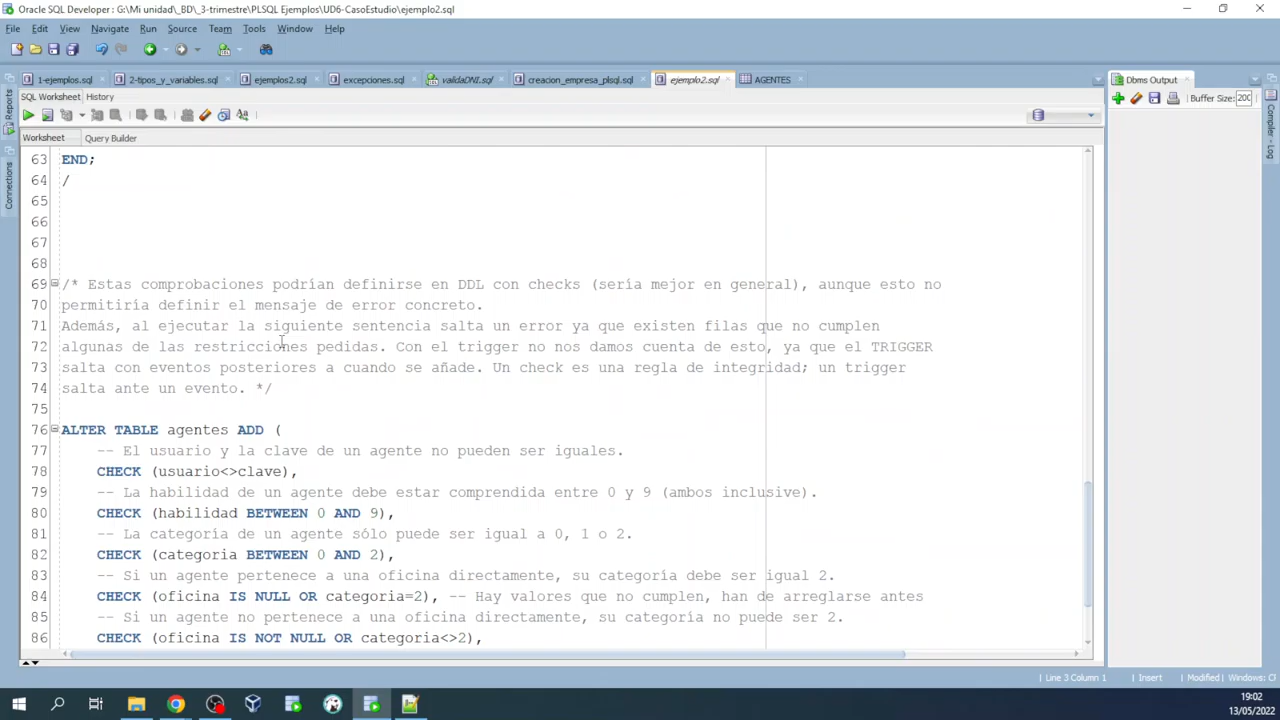 Oracle SQL Developer : G:\Mi unidad\_BD\_3-trimestre\PLSQL Ejemplos\UD6-CasoEstudio\ejemplo2.sql
File Edit View Navigate Run Source Team Tools Window Help
1-ejemplos.sql 2-tipos_y_variables.sql ejemplos2.sql excepciones.sql validaDNI.sql creacion_empresa_plsql.sql ejemplo2.sql AGENTES Dbms Output
SQL Worksheet History
Buffer Size: 200
Worksheet Query Builder
Reports
Connections
Compiler - Log
63 END;
64 /
65
66
67
68
69 /* Estas comprobaciones podrían definirse en DDL con checks (sería mejor en general), aunque esto no
70 permitiría definir el mensaje de error concreto.
71 Además, al ejecutar la siguiente sentencia salta un error ya que existen filas que no cumplen
72 algunas de las restricciones pedidas. Con el trigger no nos damos cuenta de esto, ya que el TRIGGER
73 salta con eventos posteriores a cuando se añade. Un check es una regla de integridad; un trigger
74 salta ante un evento. */
75
76 ALTER TABLE agentes ADD (
77 -- El usuario y la clave de un agente no pueden ser iguales.
78 CHECK (usuario<>clave),
79 -- La habilidad de un agente debe estar comprendida entre 0 y 9 (ambos inclusive).
80 CHECK (habilidad BETWEEN 0 AND 9),
81 -- La categoría de un agente sólo puede ser igual a 0, 1 o 2.
82 CHECK (categoria BETWEEN 0 AND 2),
83 -- Si un agente pertenece a una oficina directamente, su categoría debe ser igual 2.
84 CHECK (oficina IS NULL OR categoria=2), -- Hay valores que no cumplen, han de arreglarse antes
85 -- Si un agente no pertenece a una oficina directamente, su categoría no puede ser 2.
86 CHECK (oficina IS NOT NULL OR categoria<>2),
Line 3 Column 1 Insert Modified Windows: C
19:02
13/05/2022